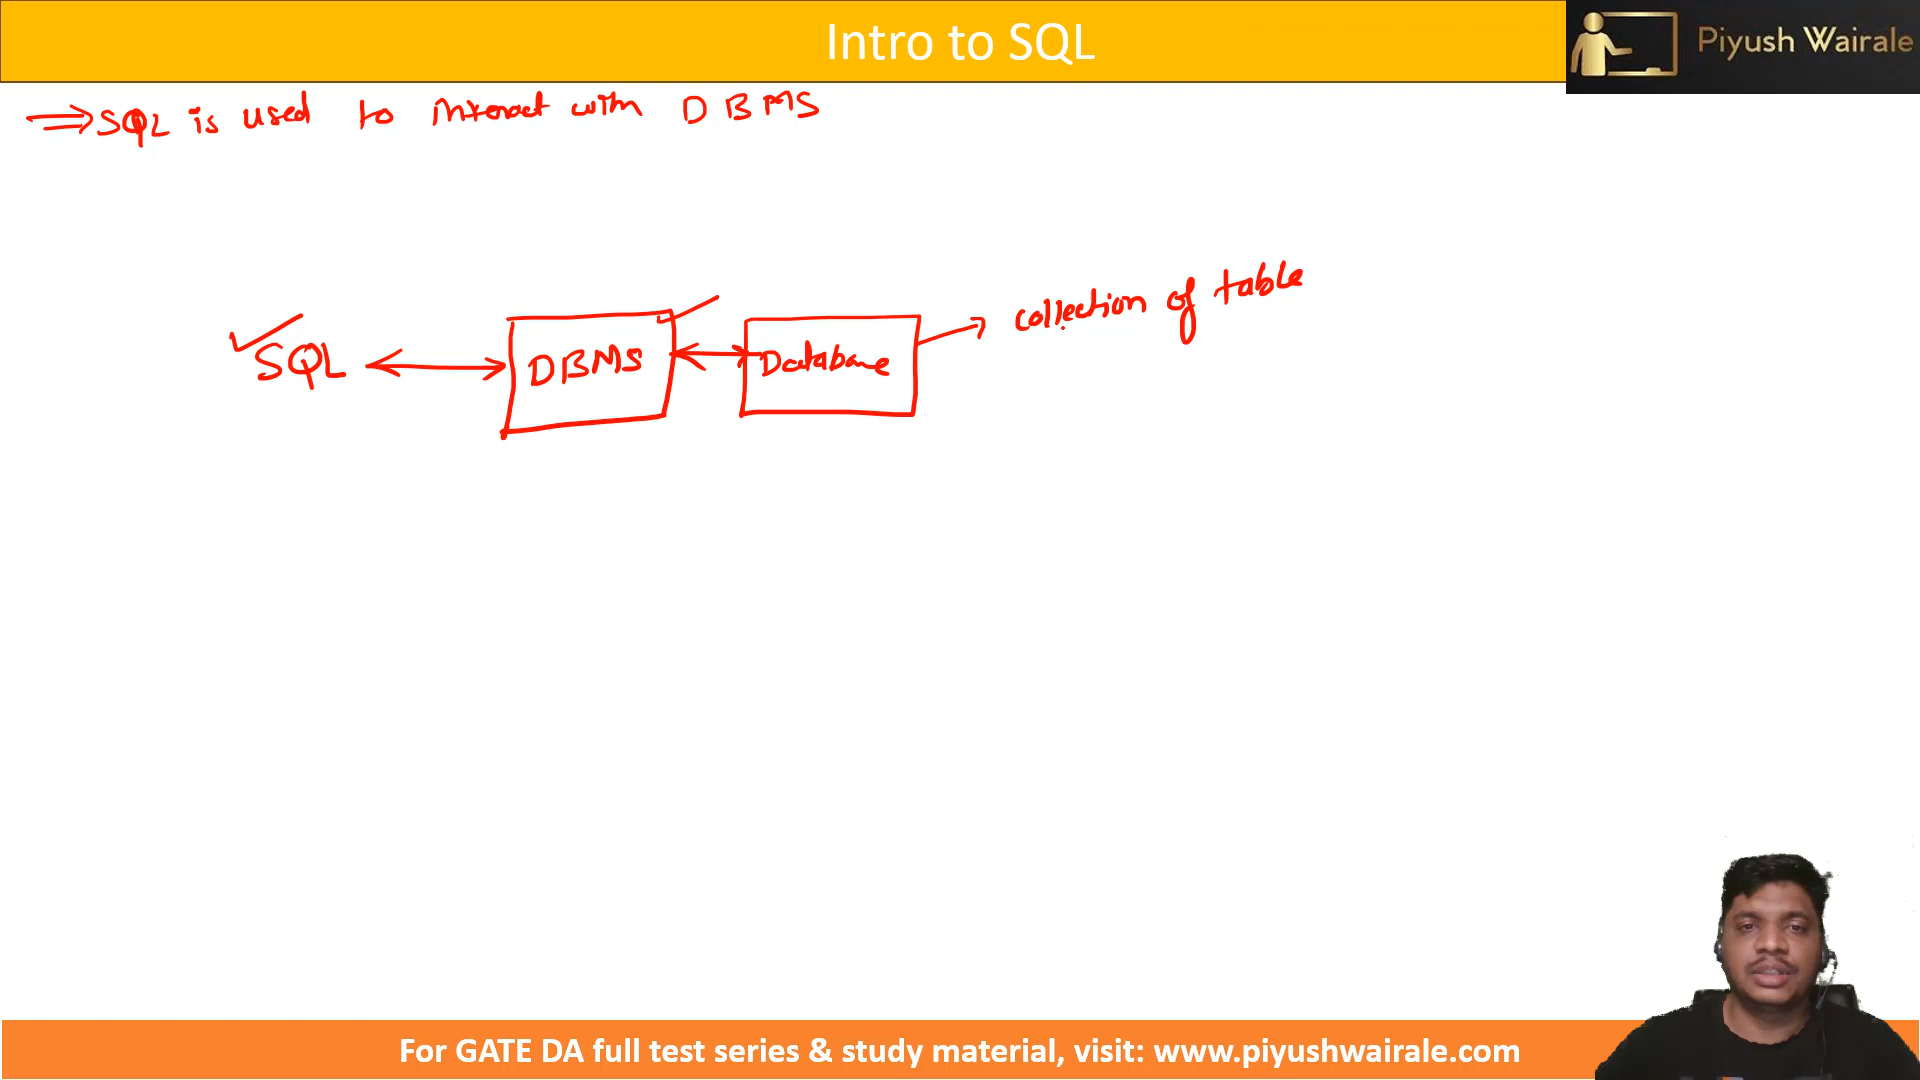 Intro to SQL
Piyush Wairale
⇒ SQL is used to interact with DBMS
collection of table
SQL
DBMS
Database
For GATE DA full test series & study material, visit: www.piyushwairale.com